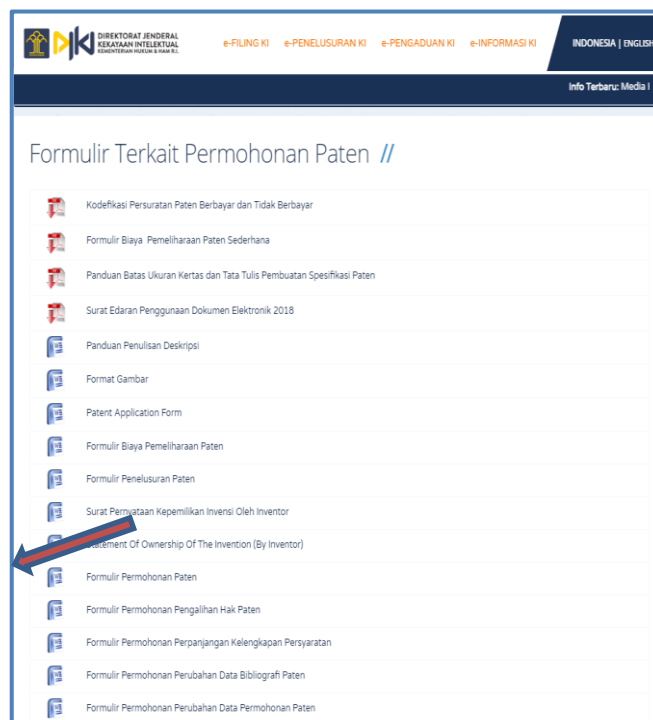 DIREKTORAT JENDERAL
KEKAYAAN INTELEKTUAL
KEMENTERIAN HUKUM & HAM R.I.
e-FILING KI e-PENELUSURAN KI e-PENGADUAN KI e-INFORMASI KI
INDONESIA | ENGLISH
Info Terbaru: Media I
Formulir Terkait Permohonan Paten //
Kodefikasi Persuratan Paten Berbayar dan Tidak Berbayar
Formulir Biaya Pemeliharaan Paten Sederhana
Panduan Batas Ukuran Kertas dan Tata Tulis Pembuatan Spesifikasi Paten
Surat Edaran Penggunaan Dokumen Elektronik 2018
Panduan Penulisan Deskripsi
Format Gambar
Patent Application Form
Formulir Biaya Pemeliharaan Paten
Formulir Penelusuran Paten
Surat Pernyataan Kepemilikan Invensi Oleh Inventor
Statement Of Ownership Of The Invention (By Inventor)
Formulir Permohonan Paten
Formulir Permohonan Pengalihan Hak Paten
Formulir Permohonan Perpanjangan Kelengkapan Persyaratan
Formulir Permohonan Perubahan Data Bibliografi Paten
Formulir Permohonan Perubahan Data Permohonan Paten